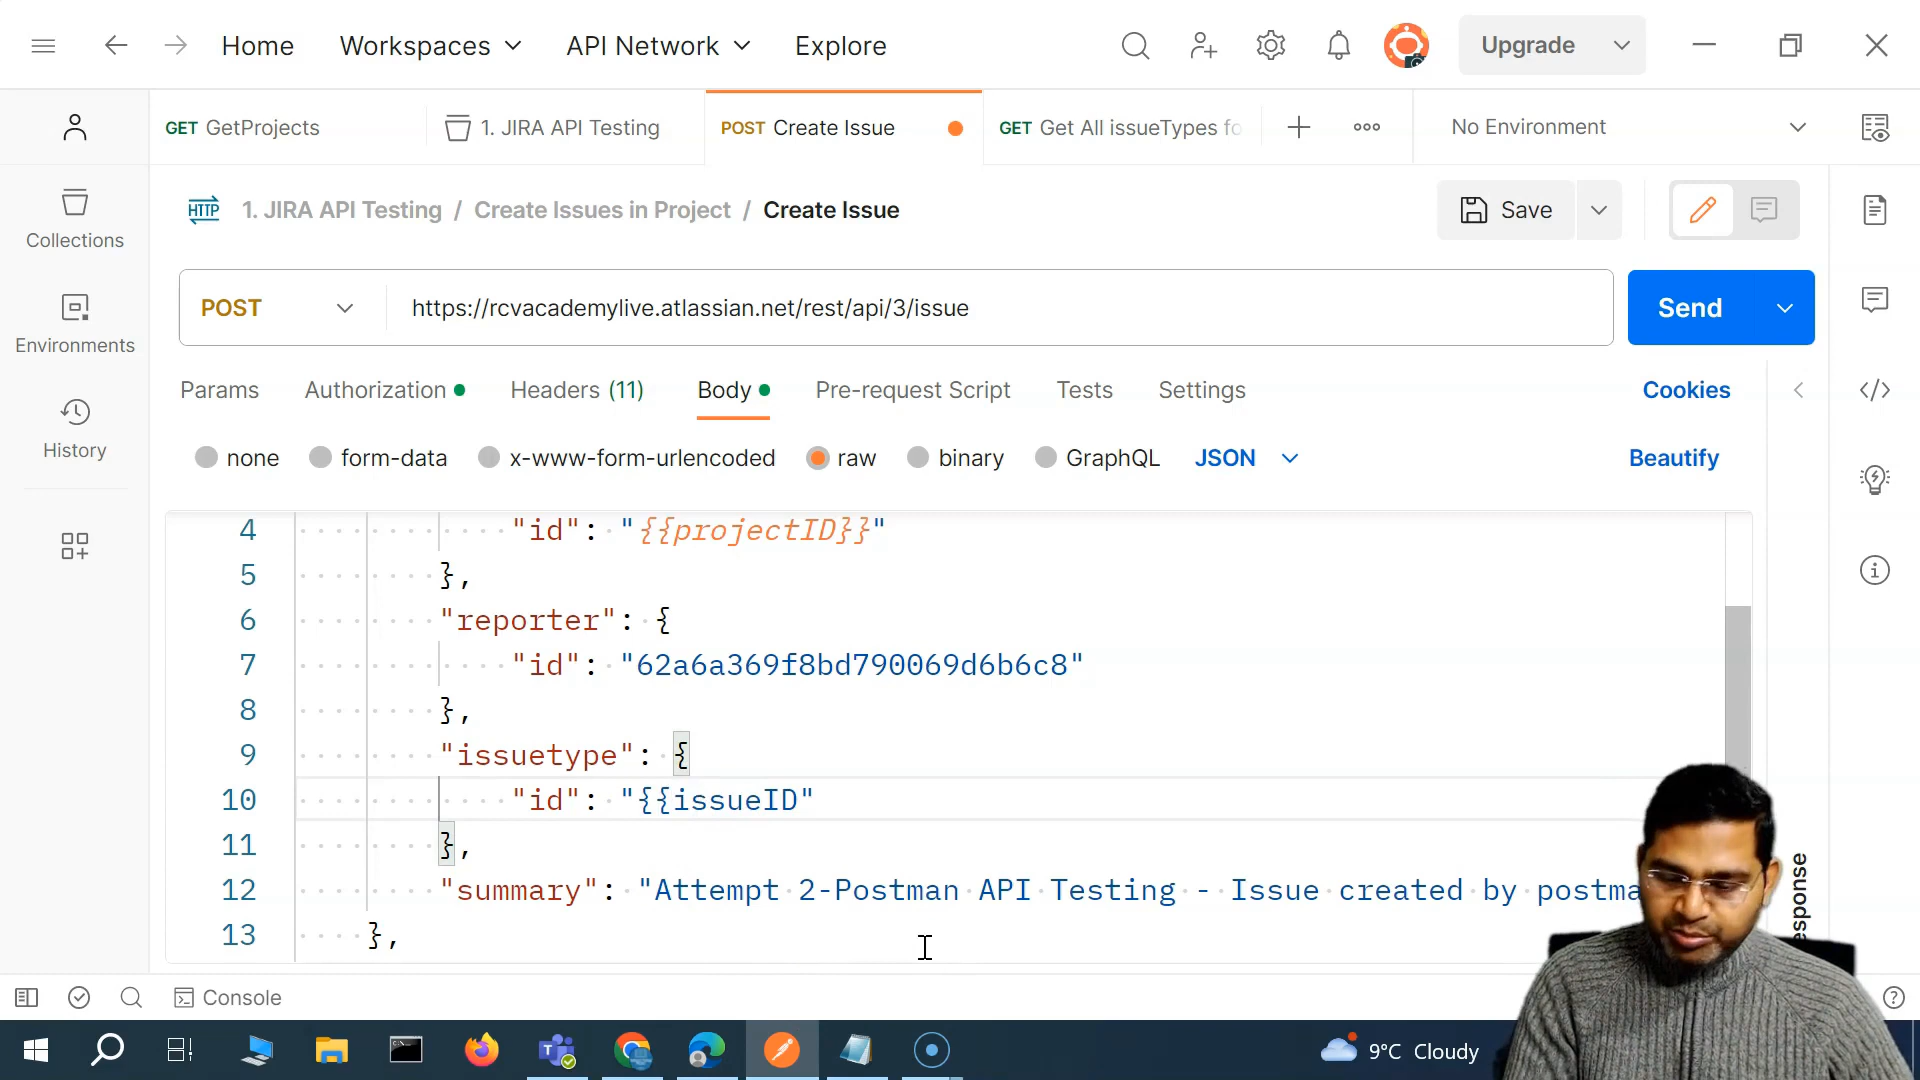 Home Workspaces API Network Explore Upgrade
GET GetProjects 1. JIRA API Testing POST Create Issue GET Get All issueTypes fo No Environment
HTTP 1. JIRA API Testing / Create Issues in Project / Create Issue Save
Collections
POST https://rcvacademylive.atlassian.net/rest/api/3/issue Send
Environments
Params Authorization Headers (11) Body Pre-request Script Tests Settings Cookies
History
none form-data x-www-form-urlencoded raw binary GraphQL JSON Beautify
4 "id": "{{projectID}}"
5 },
6 "reporter": {
7 "id": "62a6a369f8bd790069d6b6c8"
8 },
9 "issuetype": {
10 "id": "{{issueID"
11 },
12 "summary": "Attempt 2-Postman API Testing - Issue created by postma
13 },
esponse
Console
9°C Cloudy